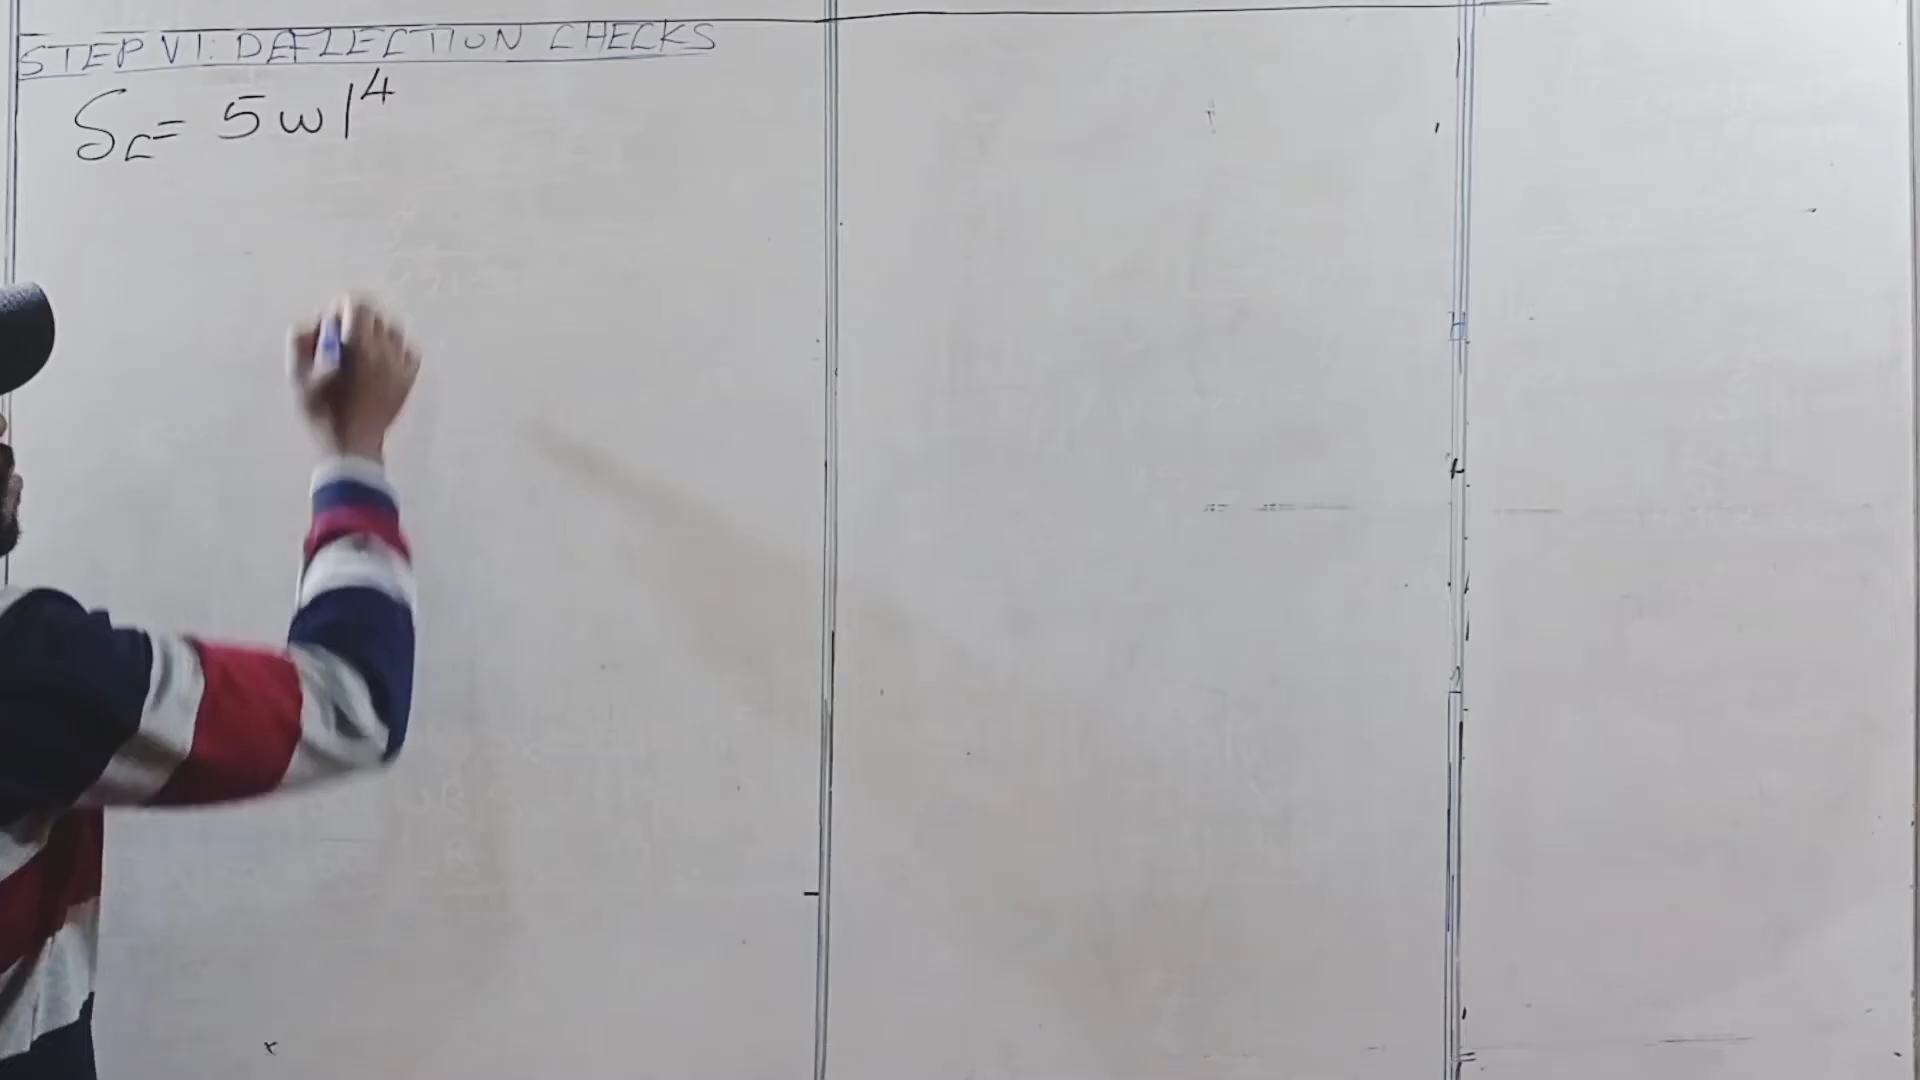 STEP VI: DEFLECTION CHECKS
δc = 5wl⁴